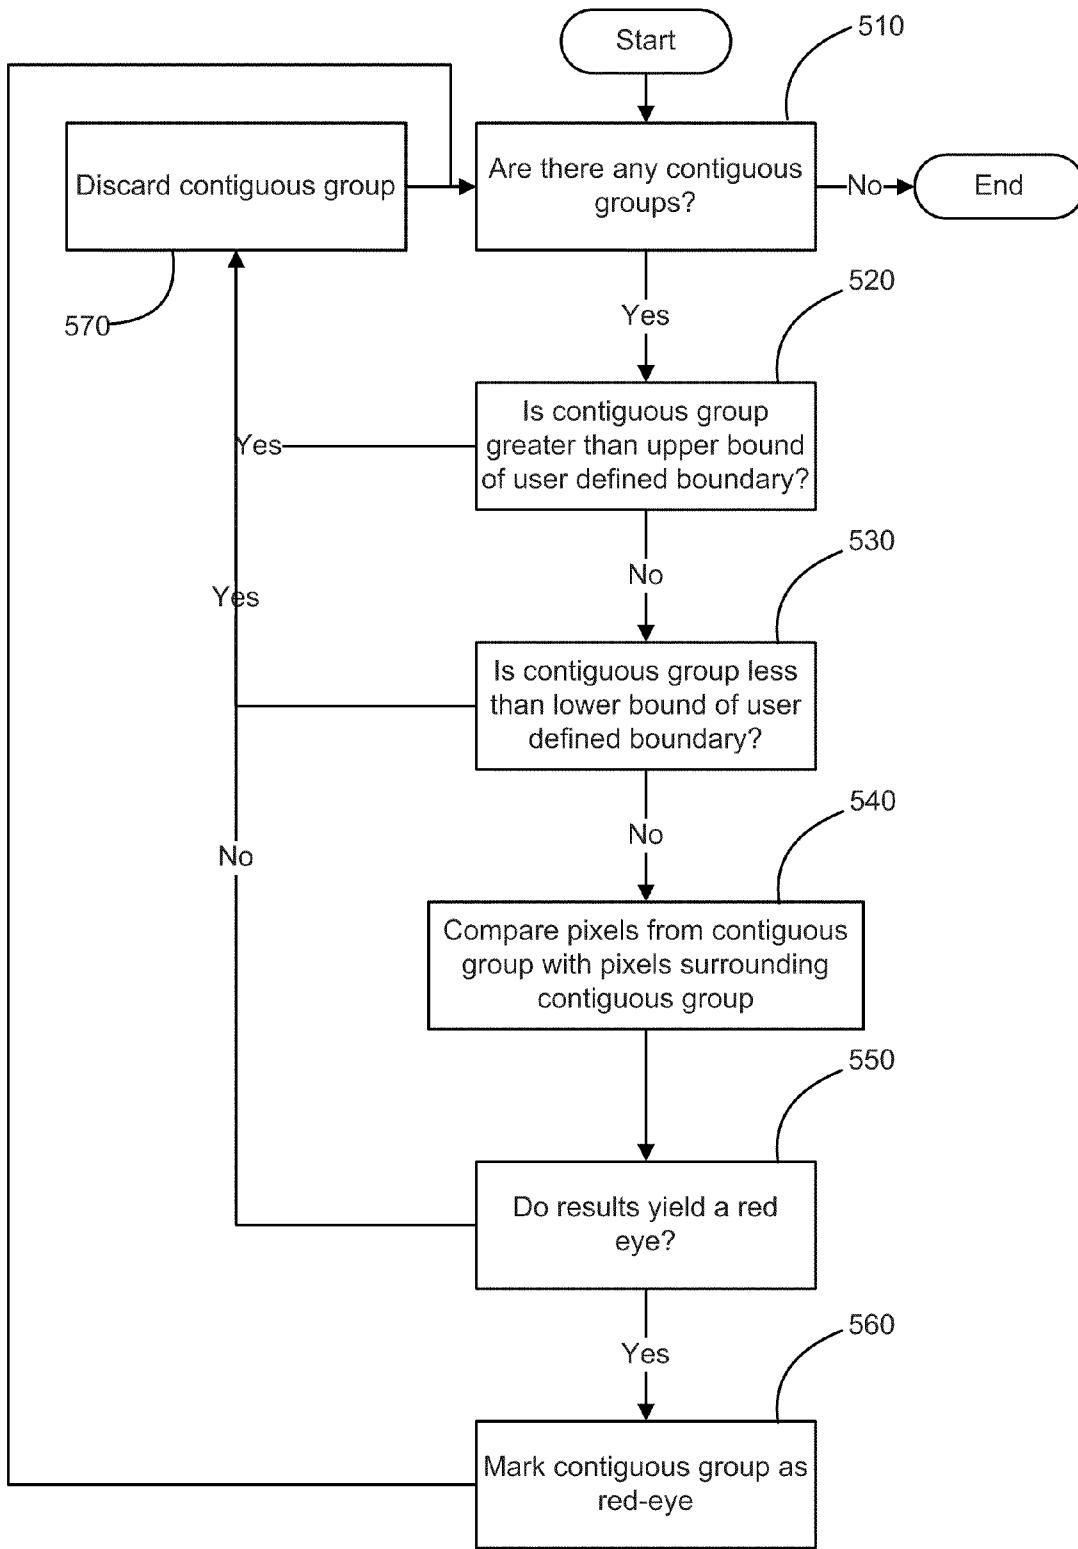 Start
510
Discard contiguous group
Are there any contiguous
groups?
No
End
570
Yes
520
Is contiguous group
greater than upper bound
of user defined boundary?
Yes
No
530
Yes
Is contiguous group less
than lower bound of user
defined boundary?
No
540
No
Compare pixels from contiguous
group with pixels surrounding
contiguous group
550
Do results yield a red
eye?
Yes
560
Mark contiguous group as
red-eye